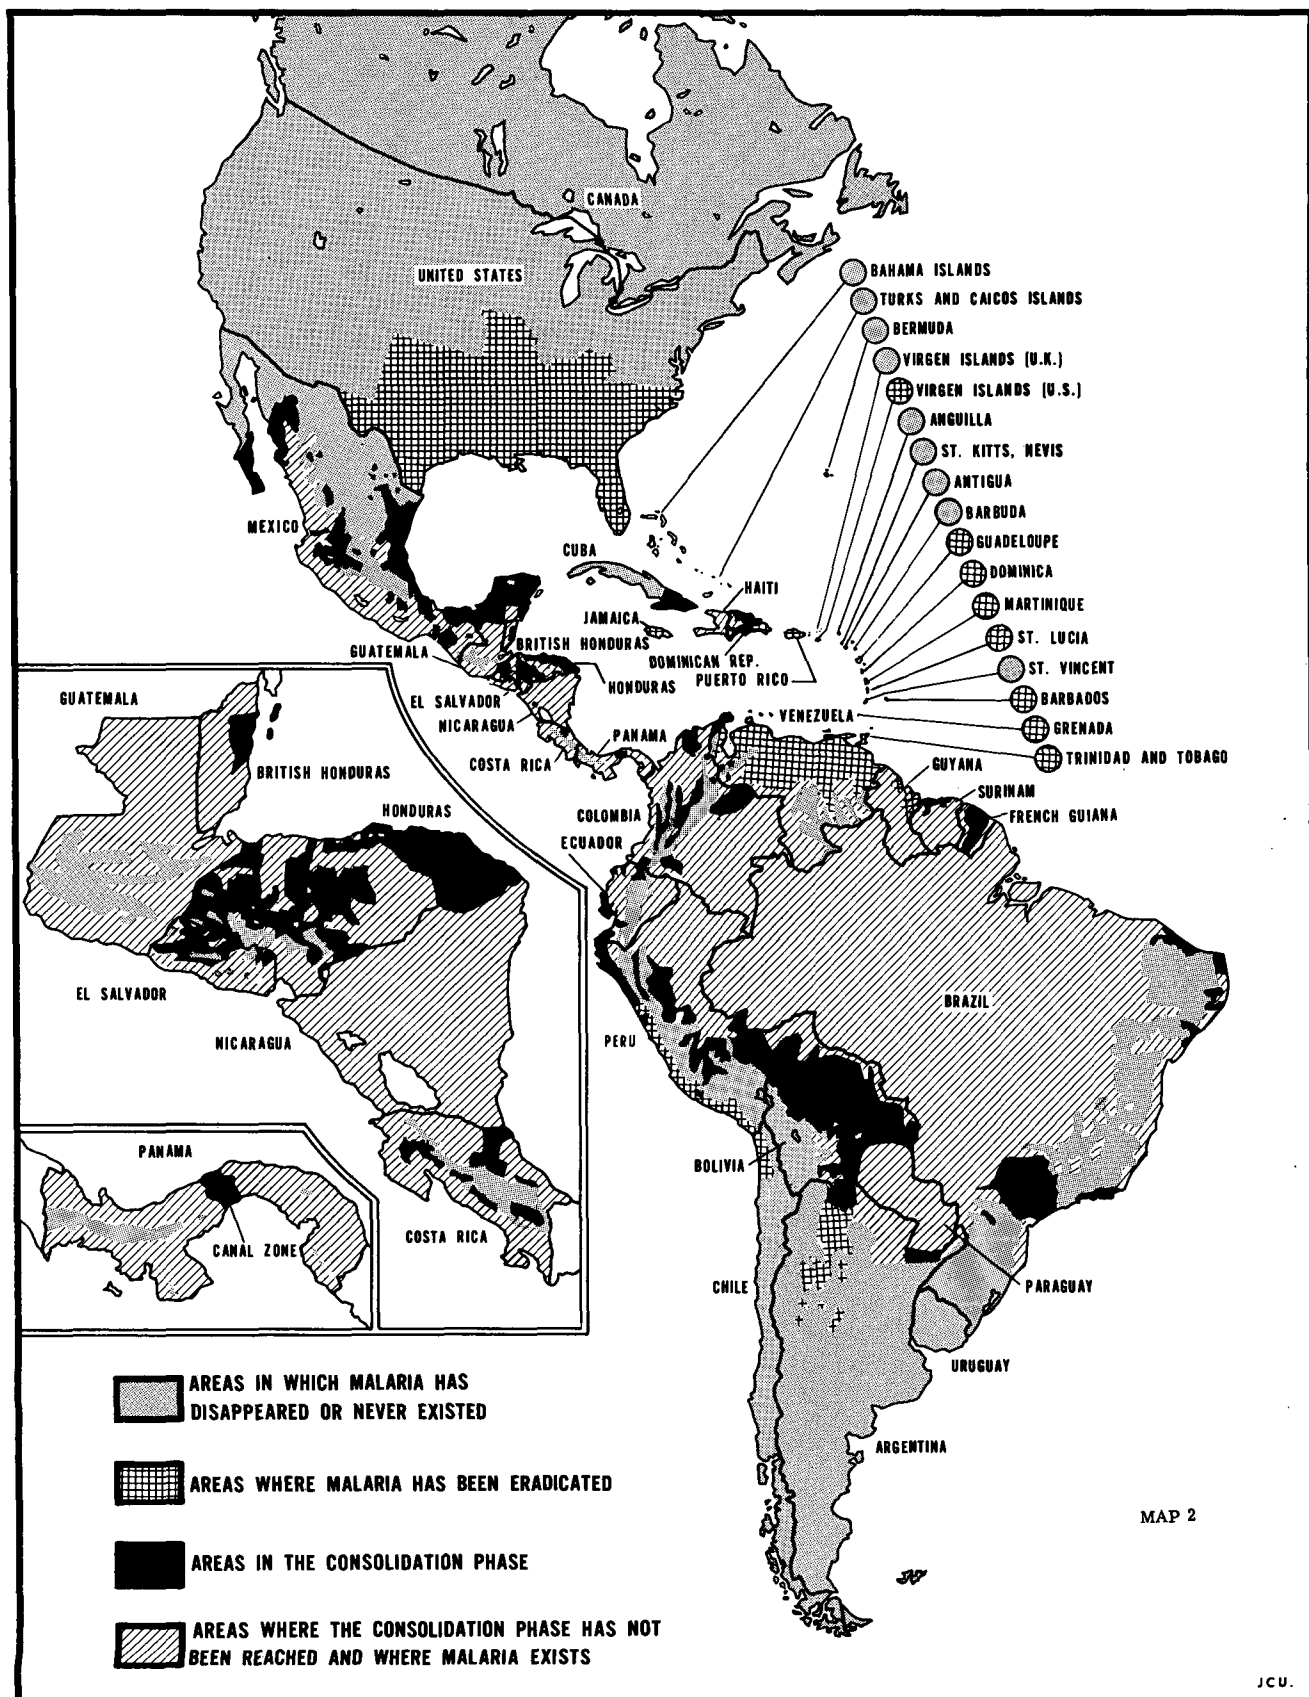 CANADA
UNITED STATES
BAHAMA ISLANDS
TURKS AND CAICOS ISLANDS
BERMUDA
VIRGEN ISLANDS (U.K.)
VIRGEN ISLANDS (U.S.)
ANGUILLA
ST. KITTS, NEVIS
ANTIGUA
BARBUDA
GUADELOUPE
DOMINICA
MARTINIQUE
ST. LUCIA
ST. VINCENT
BARBADOS
GRENADA
TRINIDAD AND TOBAGO
MEXICO
CUBA
HAITI
JAMAICA
BRITISH HONDURAS
GUATEMALA
DOMINICAN REP.
PUERTO RICO
HONDURAS
EL SALVADOR
NICARAGUA
VENEZUELA
PANAMA
COSTA RICA
GUYANA
SURINAM
FRENCH GUIANA
COLOMBIA
ECUADOR
BRAZIL
PERU
BOLIVIA
CHILE
PARAGUAY
URUGUAY
ARGENTINA
GUATEMALA
BRITISH HONDURAS
HONDURAS
EL SALVADOR
NICARAGUA
PANAMA
CANAL ZONE
COSTA RICA
AREAS IN WHICH MALARIA HAS
DISAPPEARED OR NEVER EXISTED
AREAS WHERE MALARIA HAS BEEN ERADICATED
AREAS IN THE CONSOLIDATION PHASE
AREAS WHERE THE CONSOLIDATION PHASE HAS NOT
BEEN REACHED AND WHERE MALARIA EXISTS
MAP 2
JCU.